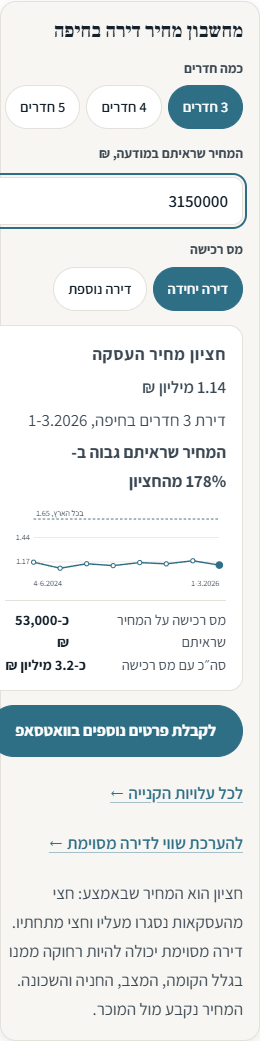 מחשבון מחיר דירה בחיפה
כמה חדרים
3 חדרים
4 חדרים
5 חדרים
המחיר שראיתם במודעה, ₪
3150000
מס רכישה
דירה יחידה
דירה נוספת
חציון מחיר העסקה
1.14 מיליון ₪
דירת 3 חדרים בחיפה, 1-3.2026
המחיר שראיתם גבוה ב-
178% מהחציון
בכל הארץ, 1.65
1.44
1.17
4-6.2024
1-3.2026
מס רכישה על המחיר
שראיתם
כ-53,000
₪
סה״כ עם מס רכישה
כ-3.2 מיליון ₪
לקבלת פרטים נוספים בוואטסאפ
לכל עלויות הקנייה ←
להערכת שווי לדירה מסוימת ←
חציון הוא המחיר שבאמצע: חצי
מהעסקאות נסגרו מעליו וחצי מתחתיו.
דירה מסוימת יכולה להיות רחוקה ממנו
בגלל הקומה, המצב, החניה והשכונה.
המחיר נקבע מול המוכר.